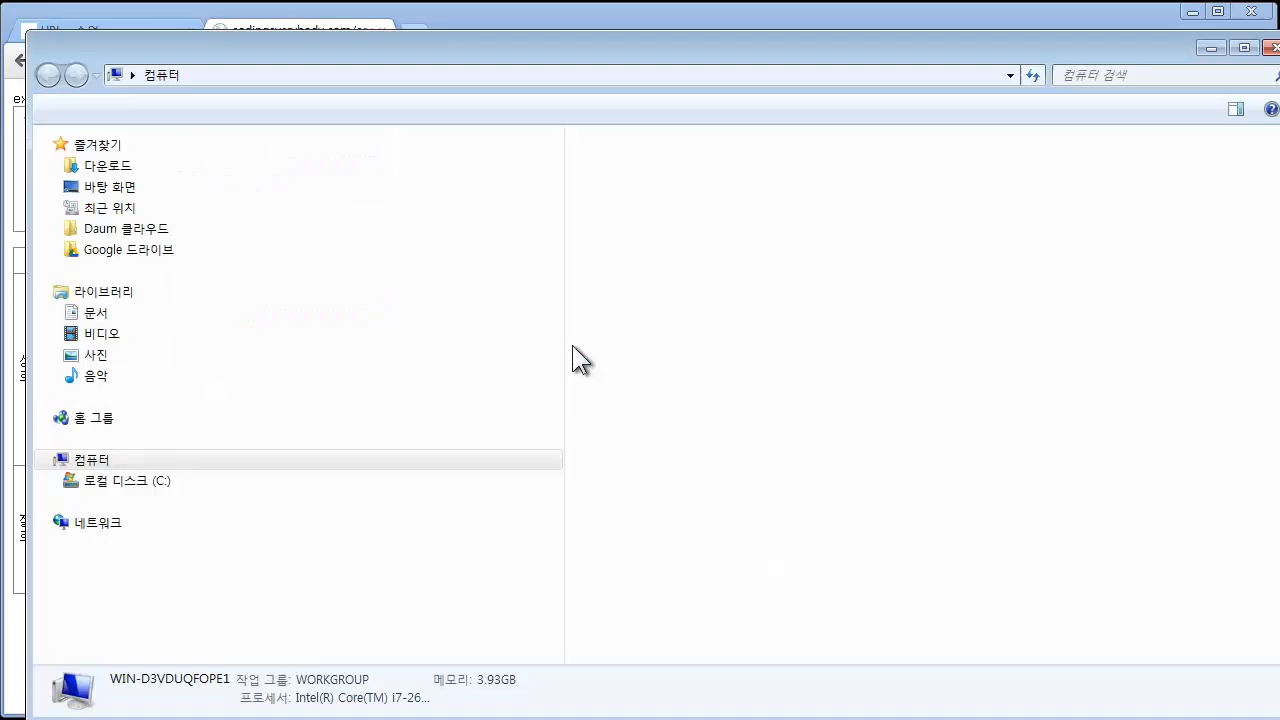 컴퓨터
컴퓨터 검색
즐겨찾기
다운로드
바탕 화면
최근 위치
Daum 클라우드
Google 드라이브
라이브러리
문서
비디오
사진
음악
홈 그룹
컴퓨터
로컬 디스크 (C:)
네트워크
WIN-D3VDUQFOPE1 작업 그룹: WORKGROUP 메모리: 3.93GB
프로세서: Intel(R) Core(TM) i7-26...